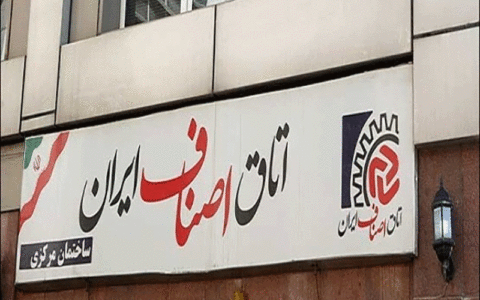 اتاق اصناف ایران
ساختمان مرکزی
اتاق اصناف ایران